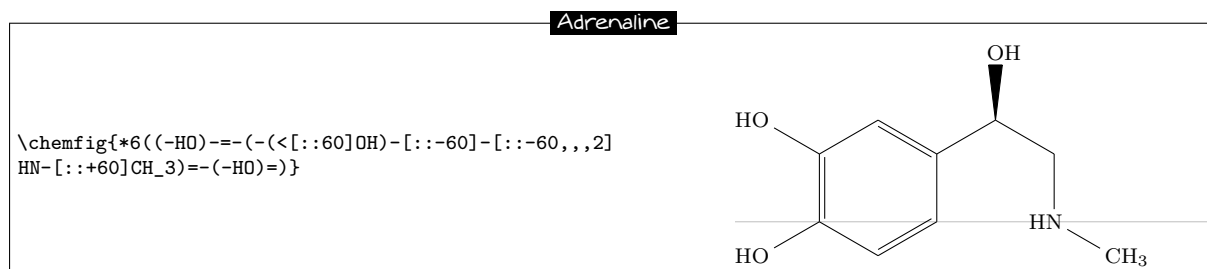 Adrenaline
\chemfig{*6((-HO)-=-(-(<[::60]OH)-[::-60]-[::-60,,,2]
HN-[::+60]CH_3)=-(-HO)=)}
OH
HO
HO
HN
CH3